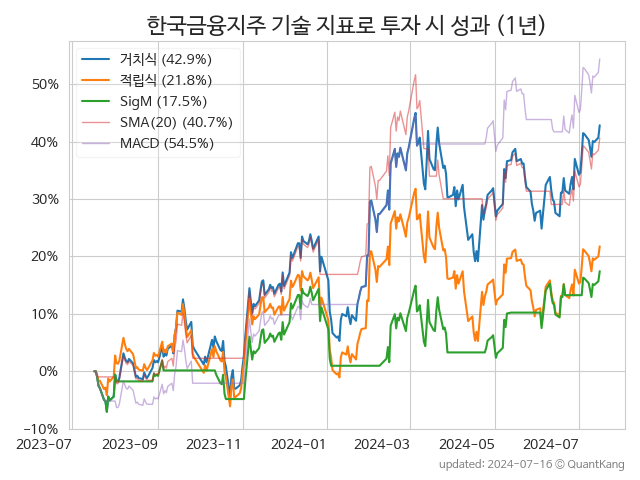 한국금융지주 기술 지표로 투자 시 성과 (1년)
거치식 (42.9%)
적립식 (21.8%)
SigM (17.5%)
SMA(20) (40.7%)
MACD (54.5%)
50%
40%
30%
20%
10%
0%
−10%
2023-07 2023-09 2023-11 2024-01 2024-03 2024-05 2024-07
updated: 2024-07-16 © QuantKang